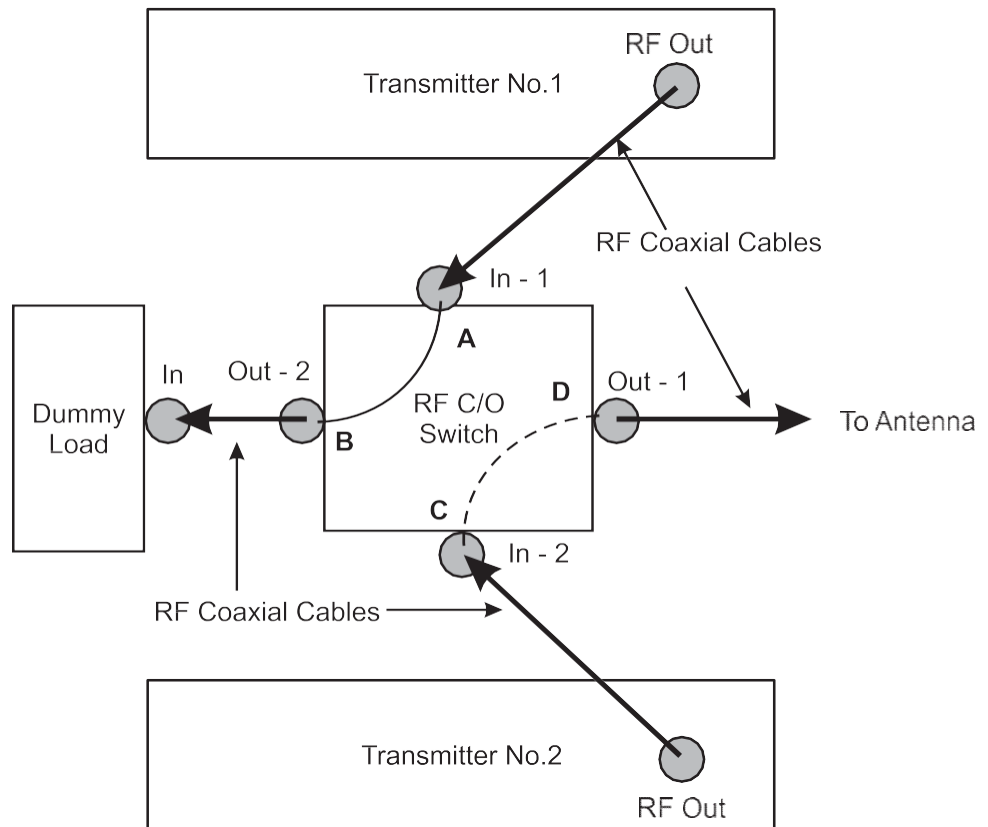 RF Out
Transmitter No.1
RF Coaxial Cables
In - 1
A
In
Out - 2
D
Out - 1
Dummy
Load
RF C/O
Switch
B
To Antenna
C
In - 2
RF Coaxial Cables
Transmitter No.2
RF Out